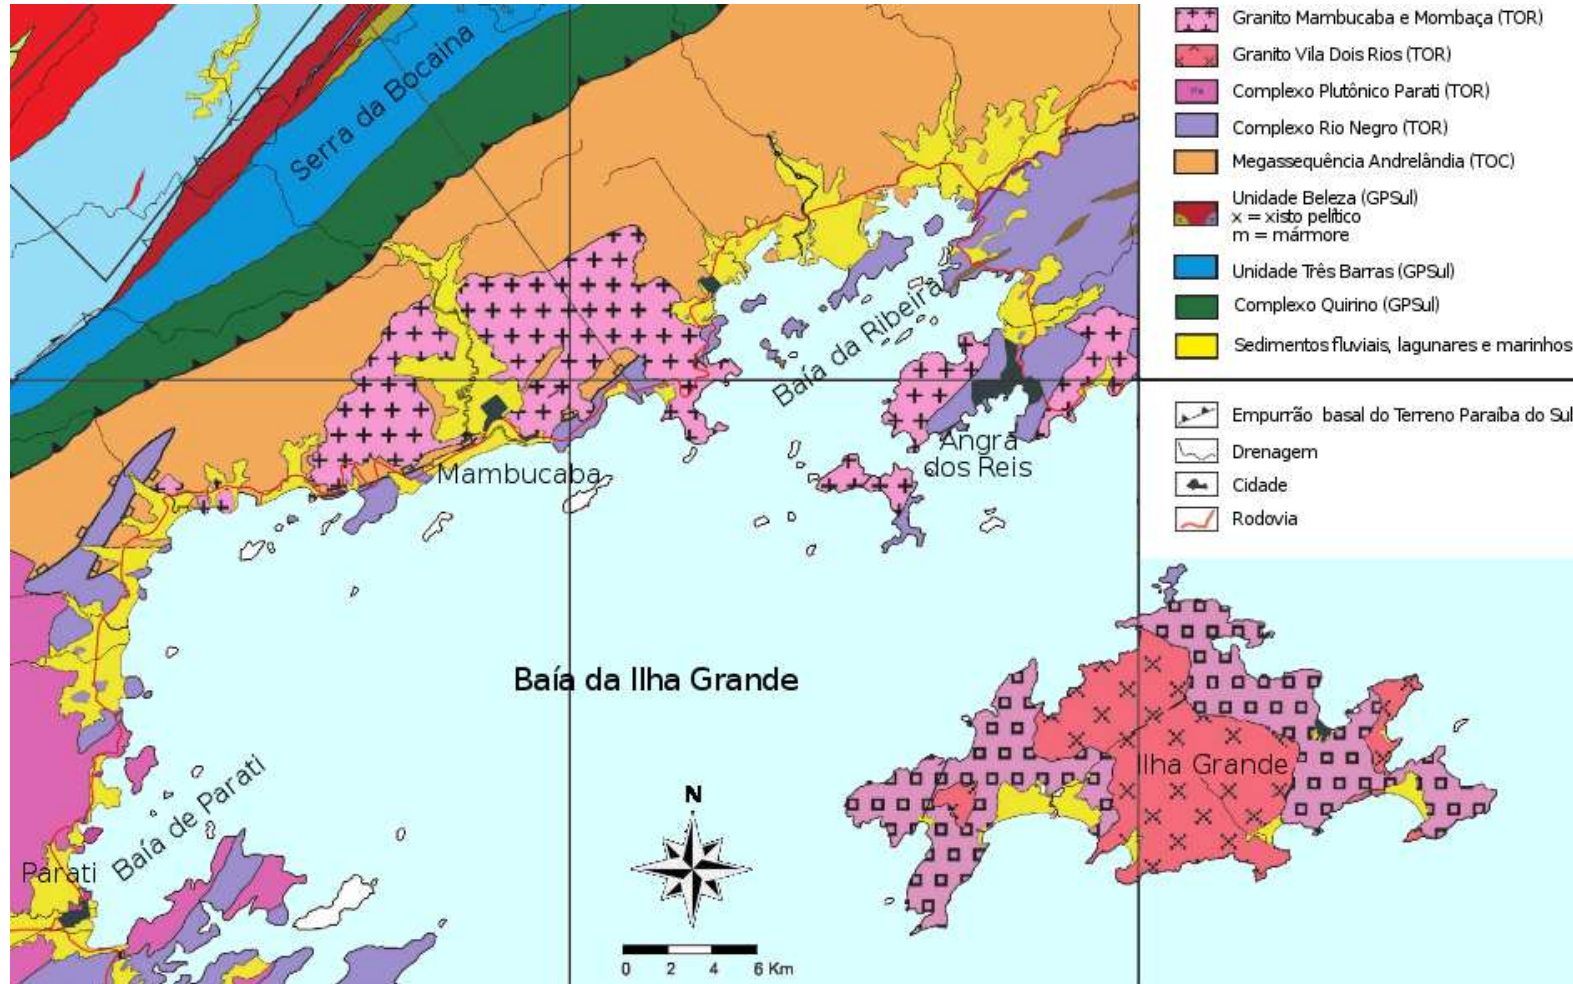 Granito Mambucaba e Mombaça (TOR)
Granito Vila Dois Rios (TOR)
Complexo Plutônico Parati (TOR)
Complexo Rio Negro (TOR)
Megassequência Andrelândia (TOC)
Unidade Beleza (GPSul)
x = xisto pelítico
m = mármore
Unidade Três Barras (GPSul)
Complexo Quirino (GPSul)
Sedimentos fluviais, lagunares e marinhos
Empurrão basal do Terreno Paraíba do Sul
Drenagem
Cidade
Rodovia
Serra da Bocaina
Baía da Ribeira
Angra
dos Reis
Mambucaba
Baía da Ilha Grande
Ilha Grande
Baía de Parati
Parati
N
0 2 4 6 Km